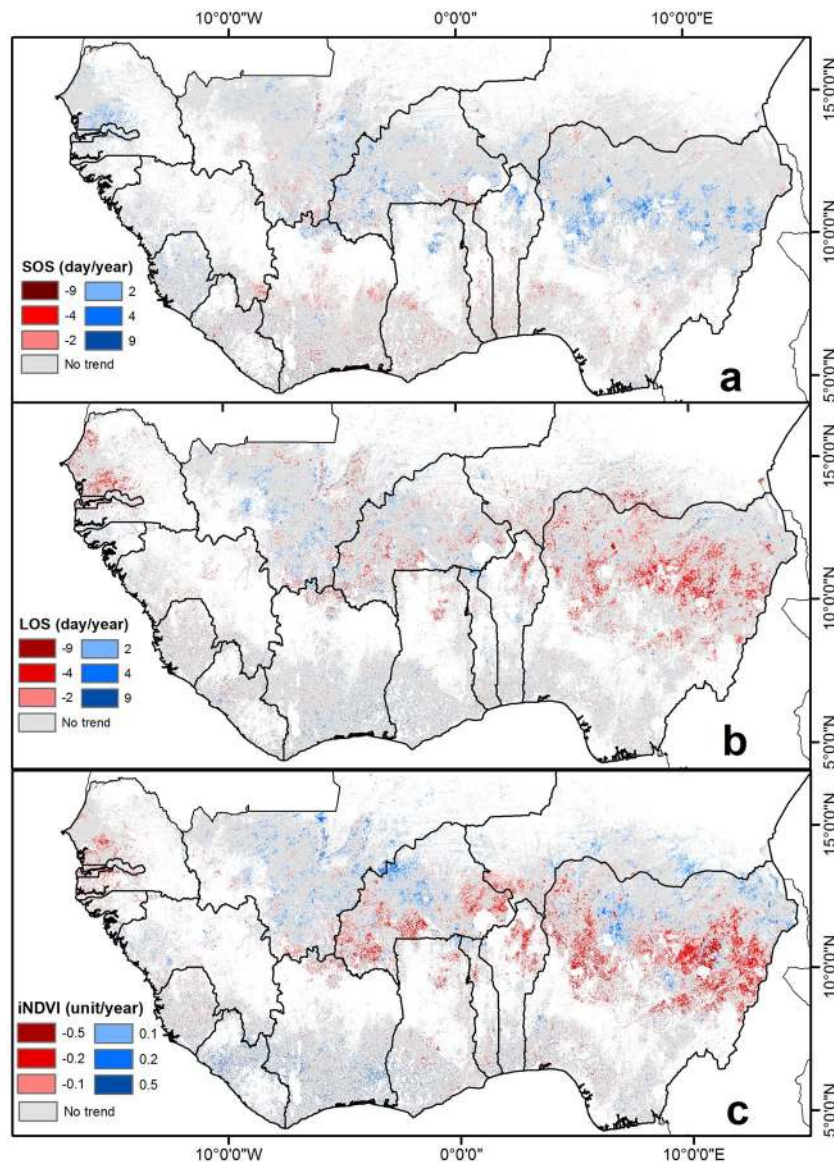 10°0'0"W 0°0'0" 10°0'0"E
15°0'0"N
10°0'0"N
5°0'0"N
SOS (day/year)
-9 2
-4 4
-2 9
No trend
a
15°0'0"N
10°0'0"N
5°0'0"N
LOS (day/year)
-9 2
-4 4
-2 9
No trend
b
15°0'0"N
10°0'0"N
5°0'0"N
iNDVI (unit/year)
-0.5 0.1
-0.2 0.2
-0.1 0.5
No trend
c
10°0'0"W 0°0'0" 10°0'0"E